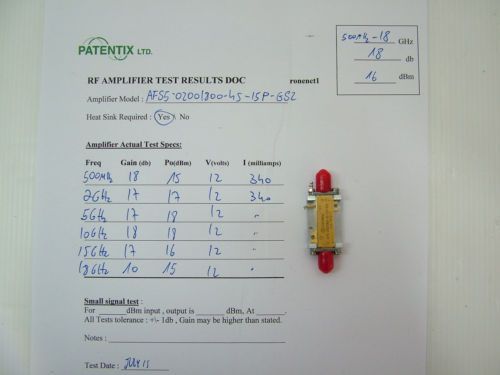 PATENTIX LTD.
500MHz-18 GHz
18 db
16 dBm
RF AMPLIFIER TEST RESULTS DOC
ronenet1
Amplifier Model : AFS5-02001800-45-15P-GS2
Heat Sink Required : Yes / No
Amplifier Actual Test Specs:
Freq Gain (db) Po(dBm) V(volts) I (milliamps)
500MHz 18 15 12 340
2GHz 17 17 12 340
5GHz 17 18 12 "
10GHz 18 18 12 "
15GHz 17 16 12 "
18GHz 10 15 12 "
Small signal test :
For dBm input , output is dBm, At .
All Tests tolerance : +\- 1db , Gain may be higher than stated.
Notes :
Test Date : JULY 11